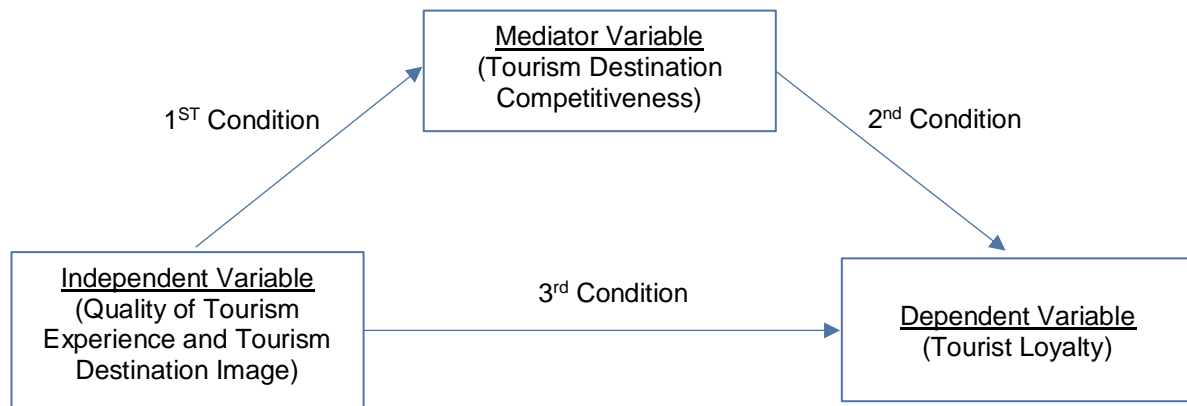 Mediator Variable
(Tourism Destination
Competitiveness)
1ST Condition
2nd Condition
Independent Variable
(Quality of Tourism
Experience and Tourism
Destination Image)
3rd Condition
Dependent Variable
(Tourist Loyalty)